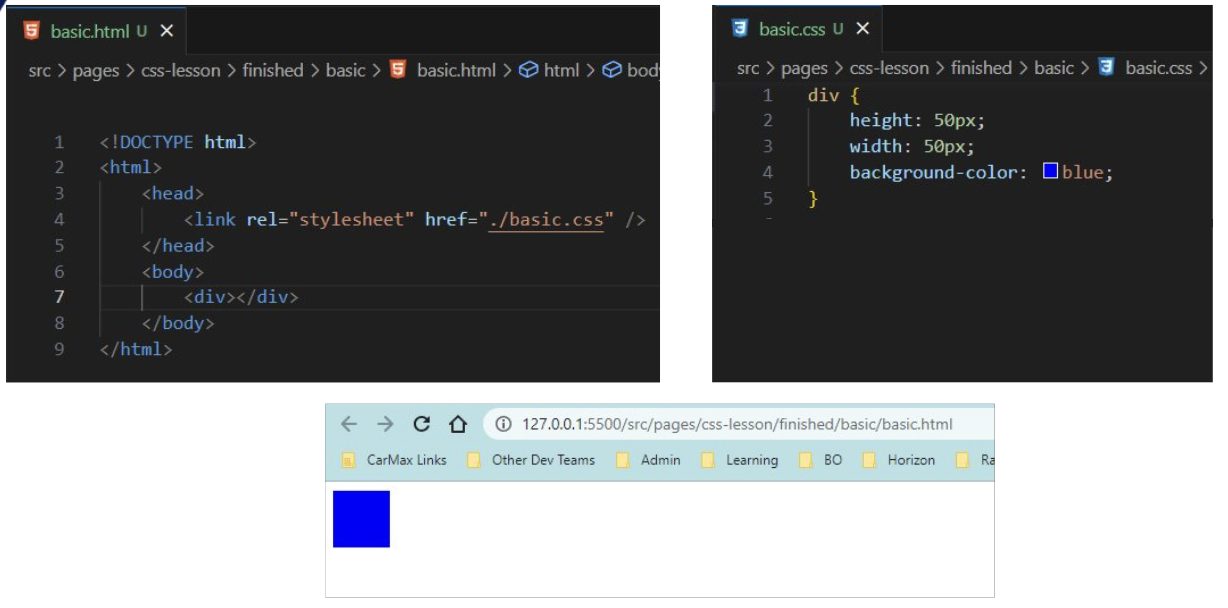 basic.html U ×
src > pages > css-lesson > finished > basic > basic.html > html > body
1 <!DOCTYPE html>
2 <html>
3 <head>
4 <link rel="stylesheet" href="./basic.css" />
5 </head>
6 <body>
7 <div></div>
8 </body>
9 </html>
basic.css U ×
src > pages > css-lesson > finished > basic > basic.css >
1 div {
2 height: 50px;
3 width: 50px;
4 background-color: blue;
5 }
127.0.0.1:5500/src/pages/css-lesson/finished/basic/basic.html
CarMax Links Other Dev Teams Admin Learning BO Horizon Ra